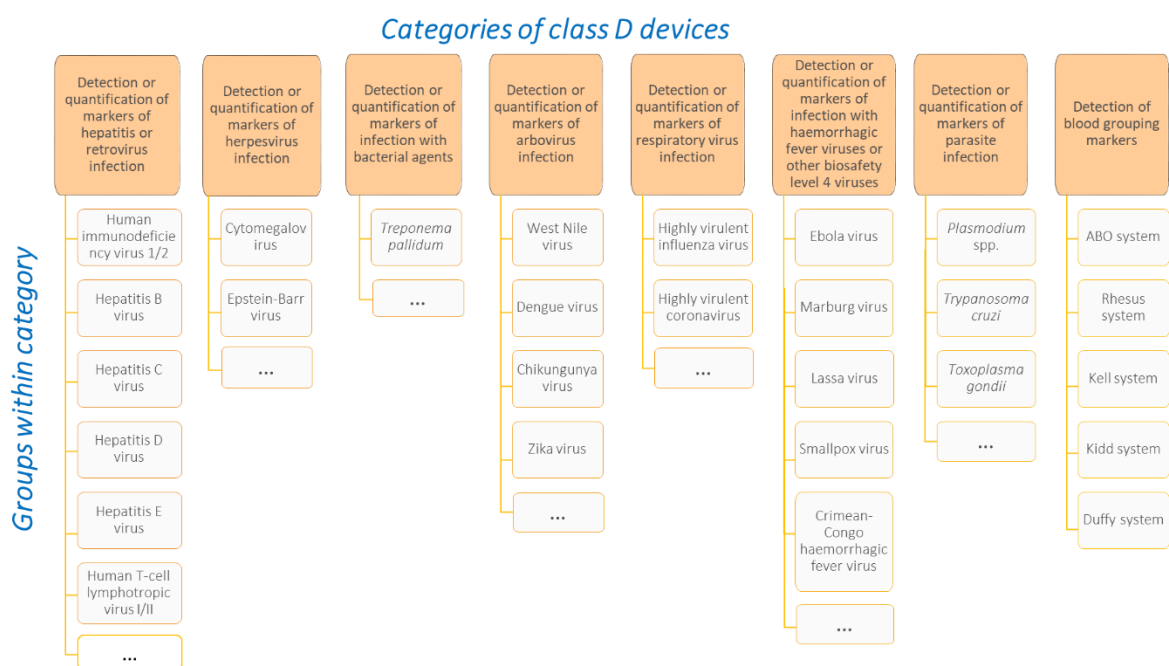 Categories of class D devices
Groups within category
Detection or
quantification of
markers of
hepatitis or
retrovirus
infection
Human
immunodeficie
ncy virus 1/2
Hepatitis B
virus
Hepatitis C
virus
Hepatitis D
virus
Hepatitis E
virus
Human T-cell
lymphotropic
virus I/II
...
Detection or
quantification of
markers of
herpesvirus
infection
Cytomegalov
irus
Epstein-Barr
virus
...
Detection or
quantification of
markers of
infection with
bacterial agents
Treponema
pallidum
...
Detection or
quantification of
markers of
arbovirus
infection
West Nile
virus
Dengue virus
Chikungunya
virus
Zika virus
...
Detection or
quantification of
markers of
respiratory virus
infection
Highly virulent
influenza virus
Highly virulent
coronavirus
...
Detection or
quantification of
markers of
infection with
haemorrhagic
fever viruses or
other biosafety
level 4 viruses
Ebola virus
Marburg virus
Lassa virus
Smallpox virus
Crimean-
Congo
haemorrhagic
fever virus
...
Detection or
quantification of
markers of
parasite
infection
Plasmodium
spp.
Trypanosoma
cruzi
Toxoplasma
gondii
...
Detection of
blood grouping
markers
ABO system
Rhesus
system
Kell system
Kidd system
Duffy system